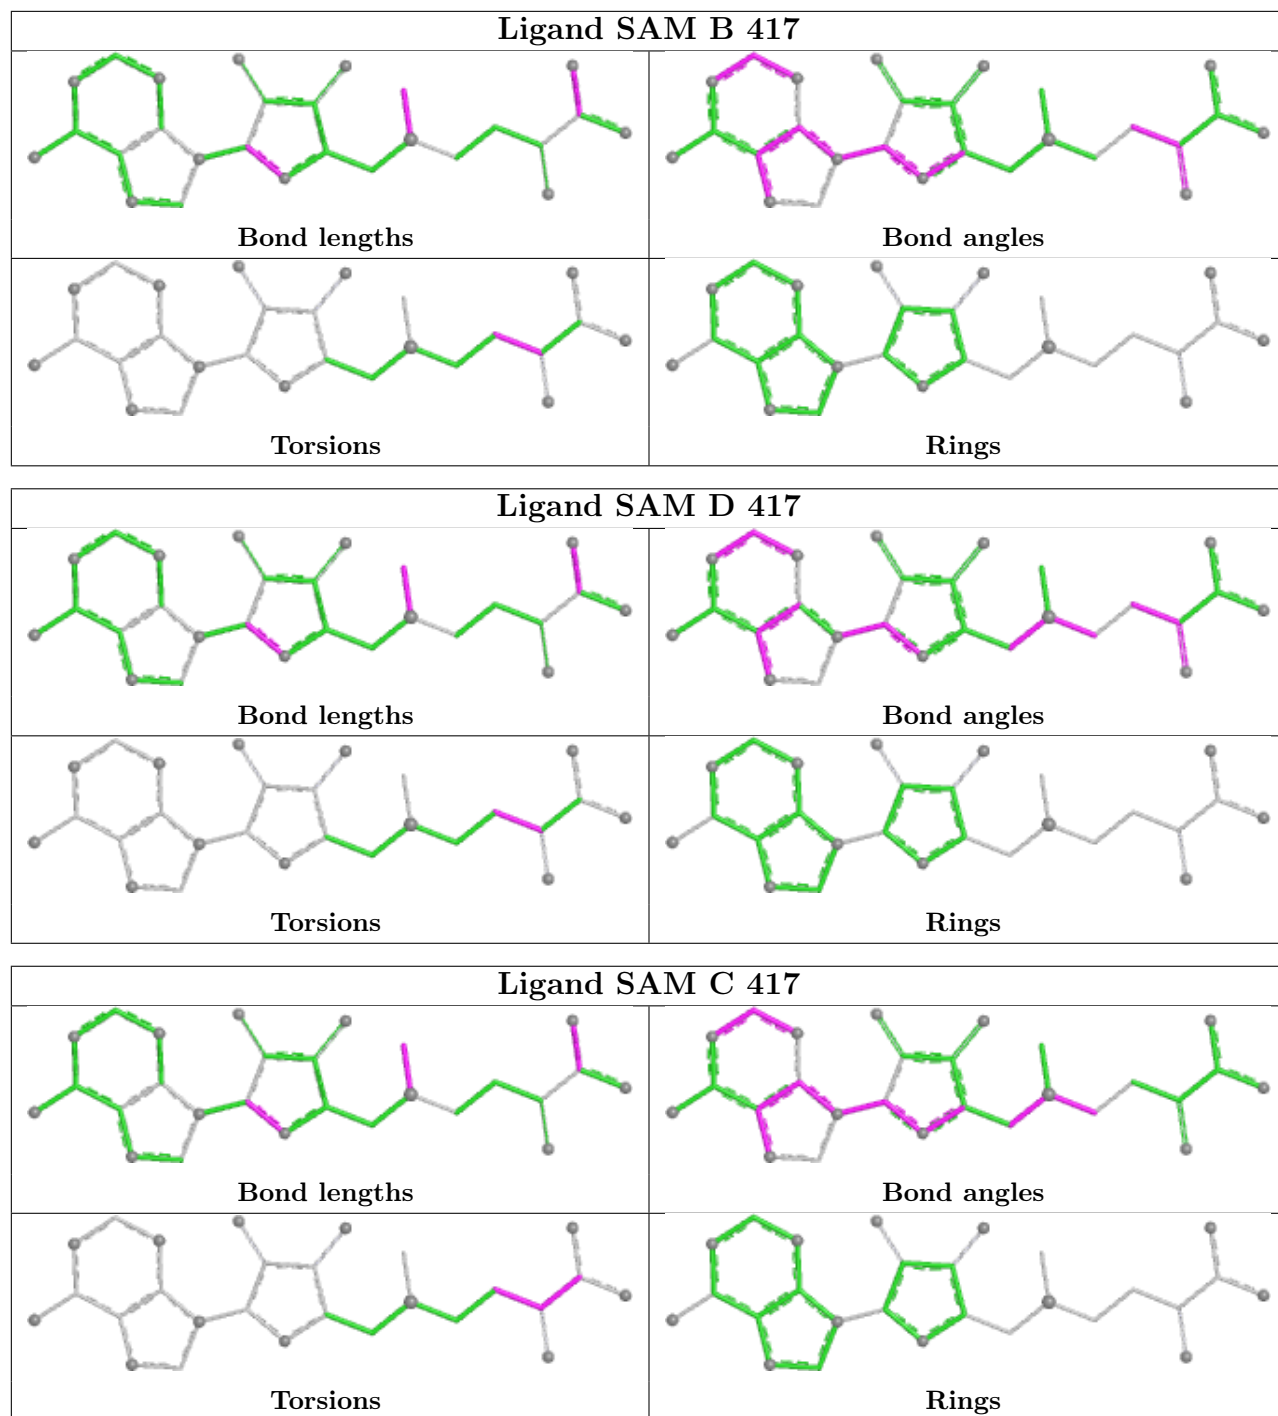 Ligand SAM B 417
Bond lengths
Bond angles
Torsions
Rings
Ligand SAM D 417
Bond lengths
Bond angles
Torsions
Rings
Ligand SAM C 417
Bond lengths
Bond angles
Torsions
Rings